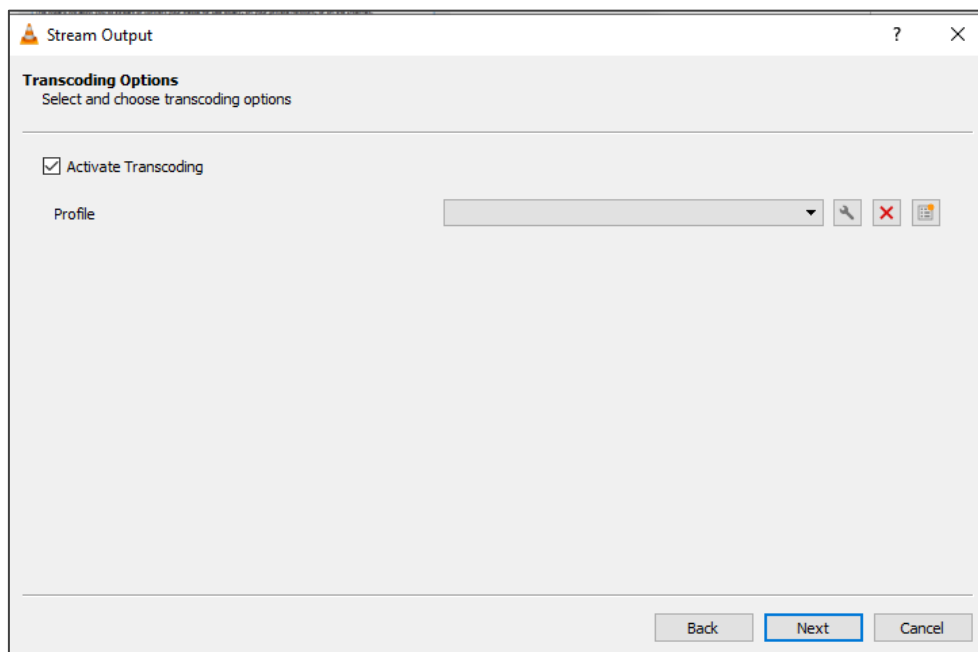 Stream Output
?
Transcoding Options
Select and choose transcoding options
Activate Transcoding
Profile
Back
Next
Cancel